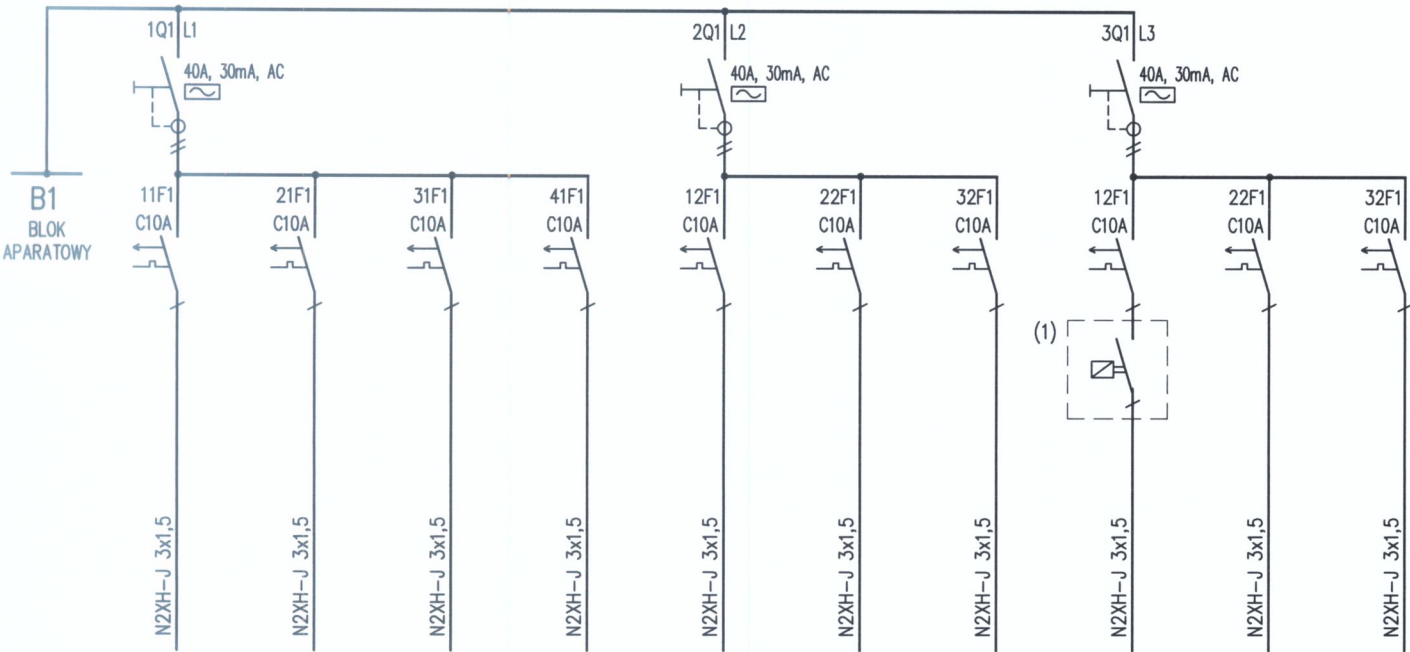 1Q1 L1
2Q1 L2
3Q1 L3
40A, 30mA, AC
40A, 30mA, AC
40A, 30mA, AC
B1
BLOK
APARATOWY
11F1
21F1
31F1
41F1
12F1
22F1
32F1
12F1
22F1
32F1
C10A
C10A
C10A
C10A
C10A
C10A
C10A
C10A
C10A
C10A
(1)
N2XH-J 3x1,5
N2XH-J 3x1,5
N2XH-J 3x1,5
N2XH-J 3x1,5
N2XH-J 3x1,5
N2XH-J 3x1,5
N2XH-J 3x1,5
N2XH-J 3x1,5
N2XH-J 3x1,5
N2XH-J 3x1,5